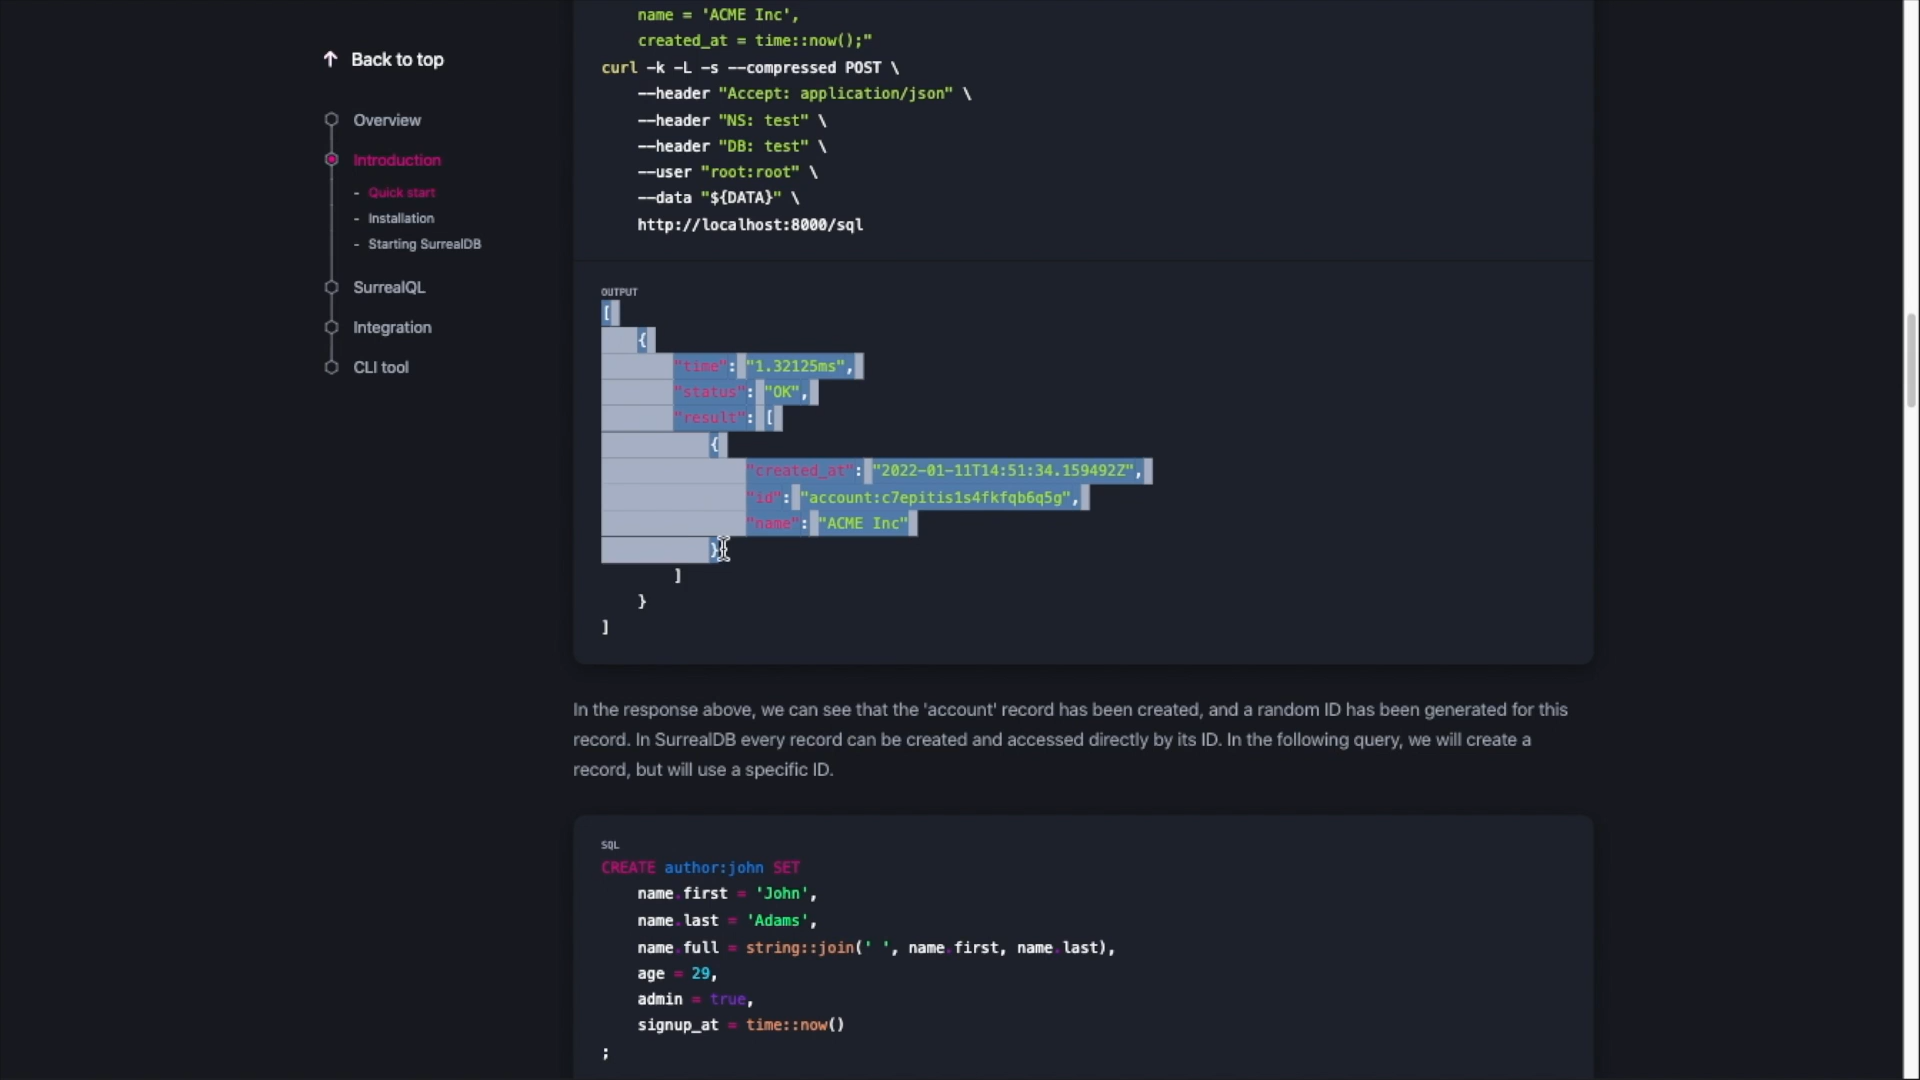 Back to top
Overview
Introduction
- Quick start
- Installation
- Starting SurrealDB
SurrealQL
Integration
CLI tool
name = 'ACME Inc',
created_at = time::now();"
curl -k -L -s --compressed POST \
--header "Accept: application/json" \
--header "NS: test" \
--header "DB: test" \
--user "root:root" \
--data "${DATA}" \
http://localhost:8000/sql
OUTPUT
[
{
"time": "1.32125ms",
"status": "OK",
"result": [
{
"created_at": "2022-01-11T14:51:34.159492Z",
"id": "account:c7epitis1s4fkfqb6q5g",
"name": "ACME Inc"
}
]
}
]
In the response above, we can see that the 'account' record has been created, and a random ID has been generated for this
record. In SurrealDB every record can be created and accessed directly by its ID. In the following query, we will create a
record, but will use a specific ID.
SQL
CREATE author:john SET
name.first = 'John',
name.last = 'Adams',
name.full = string::join(' ', name.first, name.last),
age = 29,
admin = true,
signup_at = time::now()
;